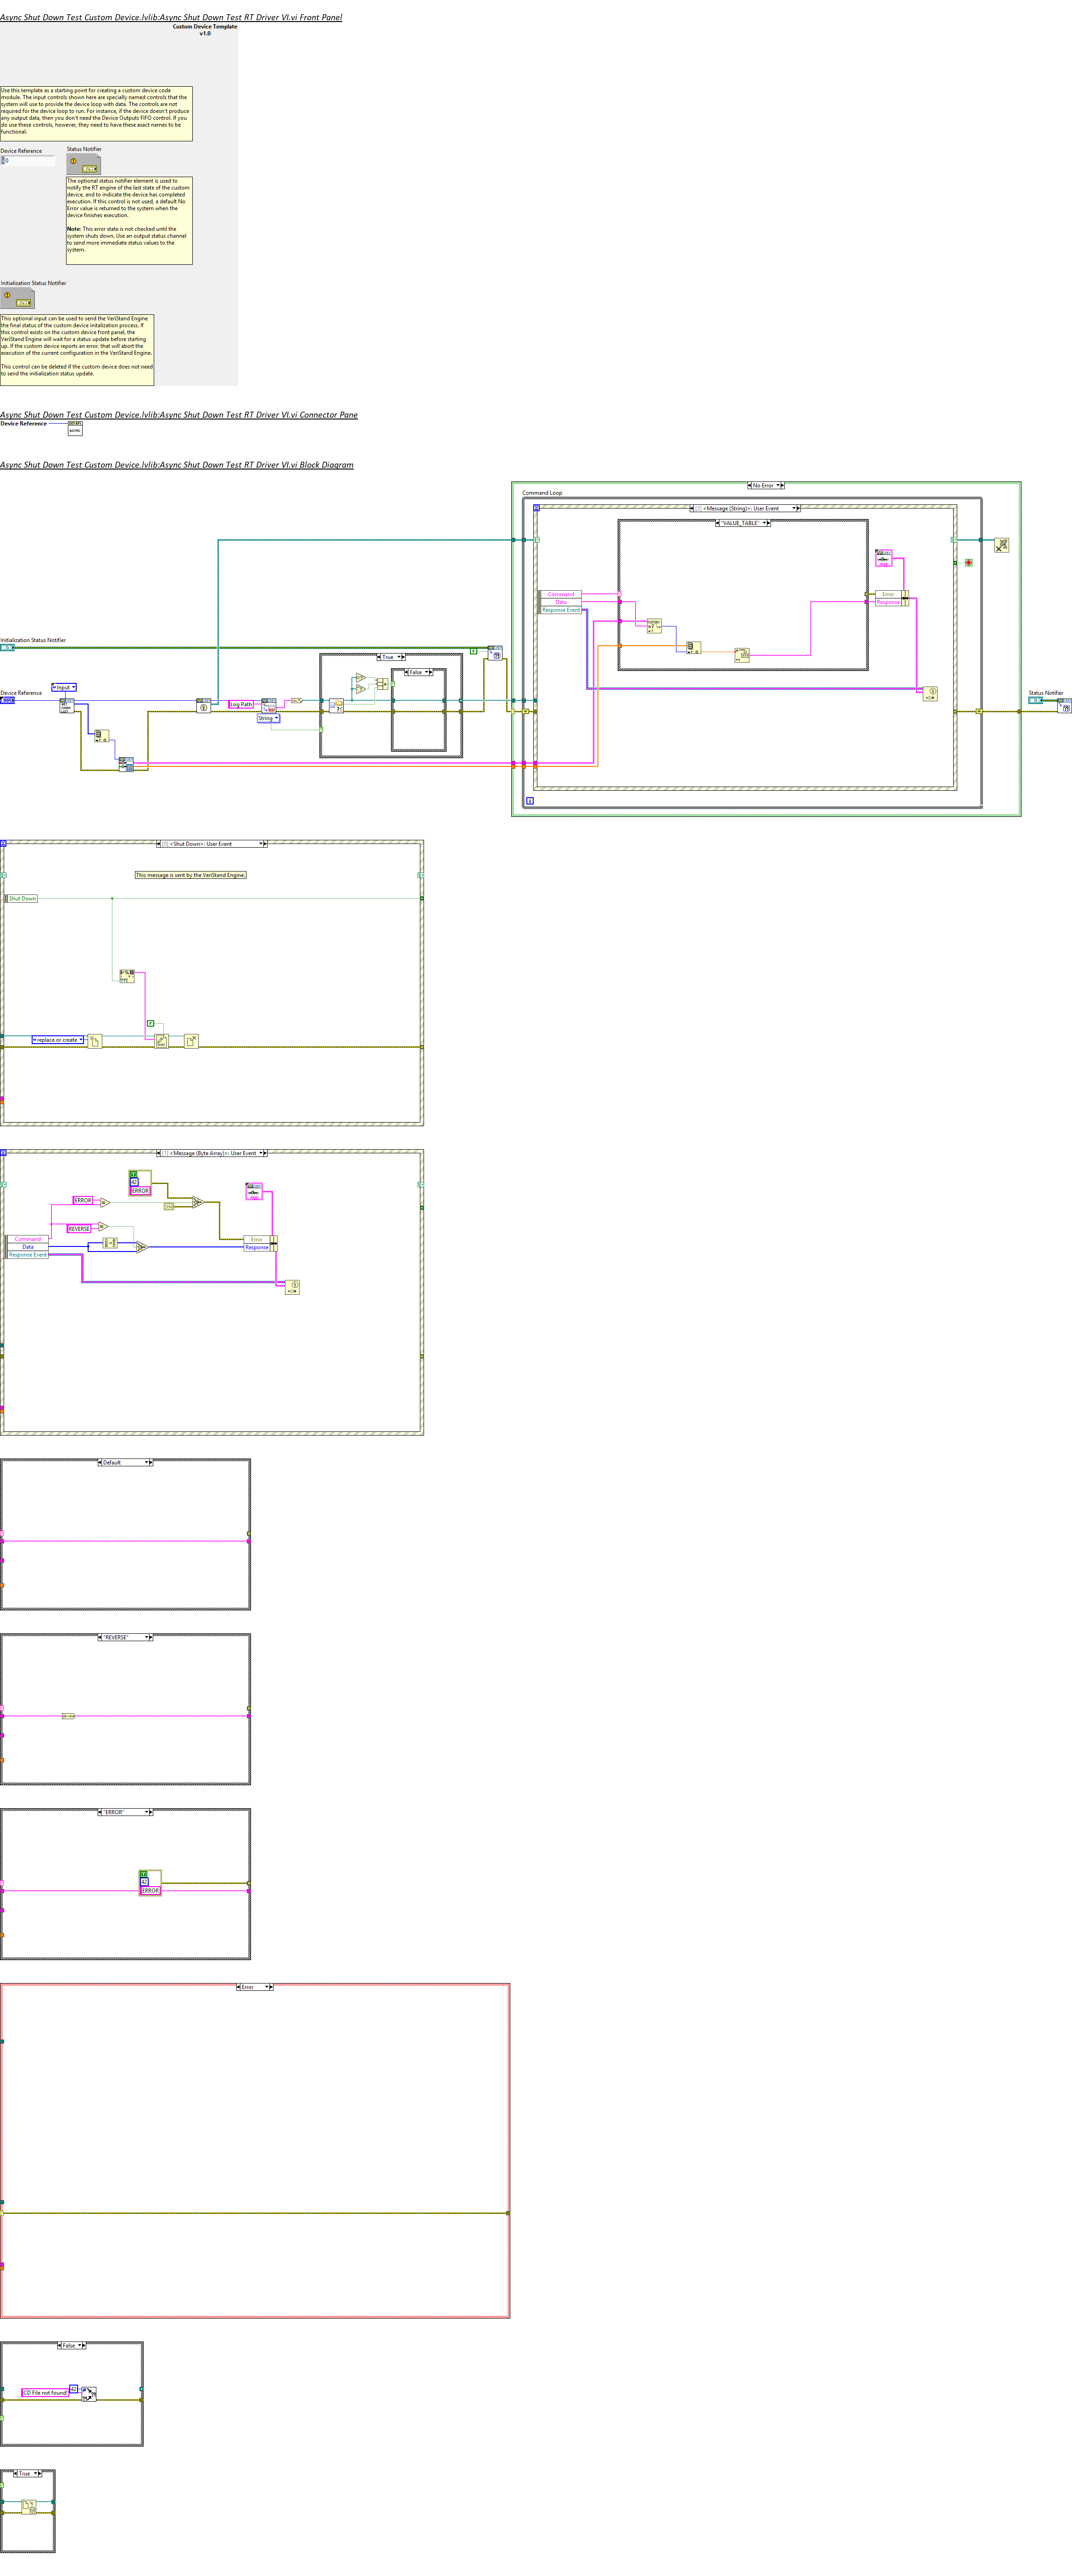 Async Shut Down Test Custom Device.lvlib:Async Shut Down Test RT Driver VI.vi Front Panel
Custom Device Template
v1.0
Use this template as a starting point for creating a custom device code
module. The input controls shown here are specially named controls that the
system will use to provide the device loop with data. The controls are not
required for the device loop to run. For instance, if the device doesn't produce
any output data, then you don't need the Device Outputs FIFO control. If you
do use these controls, however, they need to have these exact names to be
functional.
Device Reference
0
Status Notifier
The optional status notifier element is used to
notify the RT engine of the last state of the custom
device, and to indicate the device has completed
execution. If this control is not used, a default No
Error value is returned to the system when the
device finishes execution.
Note: This error state is not checked until the
system shuts down. Use an output status channel
to send more immediate status values to the
system.
Initialization Status Notifier
This optional input can be used to send the VeriStand Engine
the final status of the custom device initalization process. If
this control exists on the custom device front panel, the
VeriStand Engine will wait for a status update before starting
up. If the custom device reports an error, that will abort the
execution of the current configuration in the VeriStand Engine.
This control can be deleted if the custom device does not need
to send the initialization status update.
Async Shut Down Test Custom Device.lvlib:Async Shut Down Test RT Driver VI.vi Connector Pane
Device Reference
ASYNC
Async Shut Down Test Custom Device.lvlib:Async Shut Down Test RT Driver VI.vi Block Diagram
No Error
Command Loop
[2] <Message (String)>: User Event
"VALUE_TABLE"
Command
Data
Response Event
Error
Response
Initialization Status Notifier
True
False
Device Reference
Input
Log Path
String
Status Notifier
[0] <Shut Down>: User Event
This message is sent by the VeriStand Engine.
Shut Down
replace or create
[1] <Message (Byte Array)>: User Event
42
ERROR
ERROR
REVERSE
Command
Data
Response Event
Error
Response
Default
"REVERSE"
"ERROR"
42
ERROR
Error
False
42
CD File not found
True